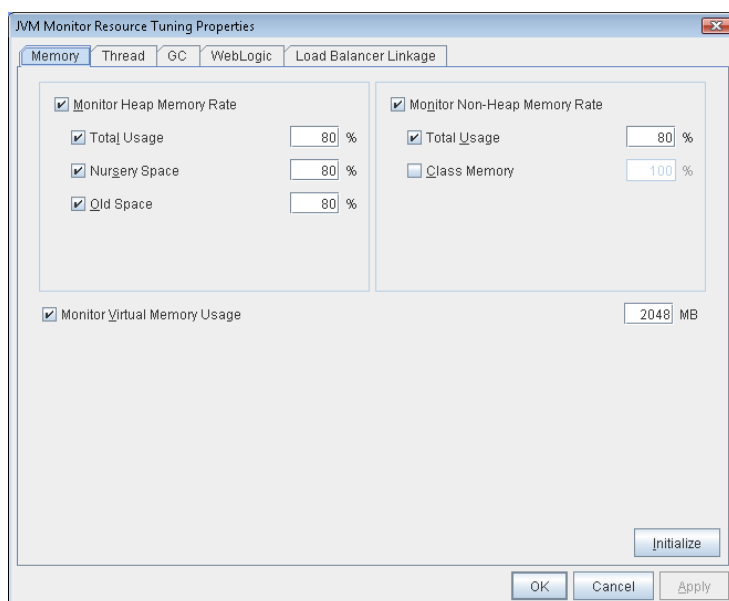 JVM Monitor Resource Tuning Properties
Memory Thread GC WebLogic Load Balancer Linkage
Monitor Heap Memory Rate
Total Usage 80 %
Nursery Space 80 %
Old Space 80 %
Monitor Non-Heap Memory Rate
Total Usage 80 %
Class Memory 100 %
Monitor Virtual Memory Usage 2048 MB
Initialize
OK Cancel Apply